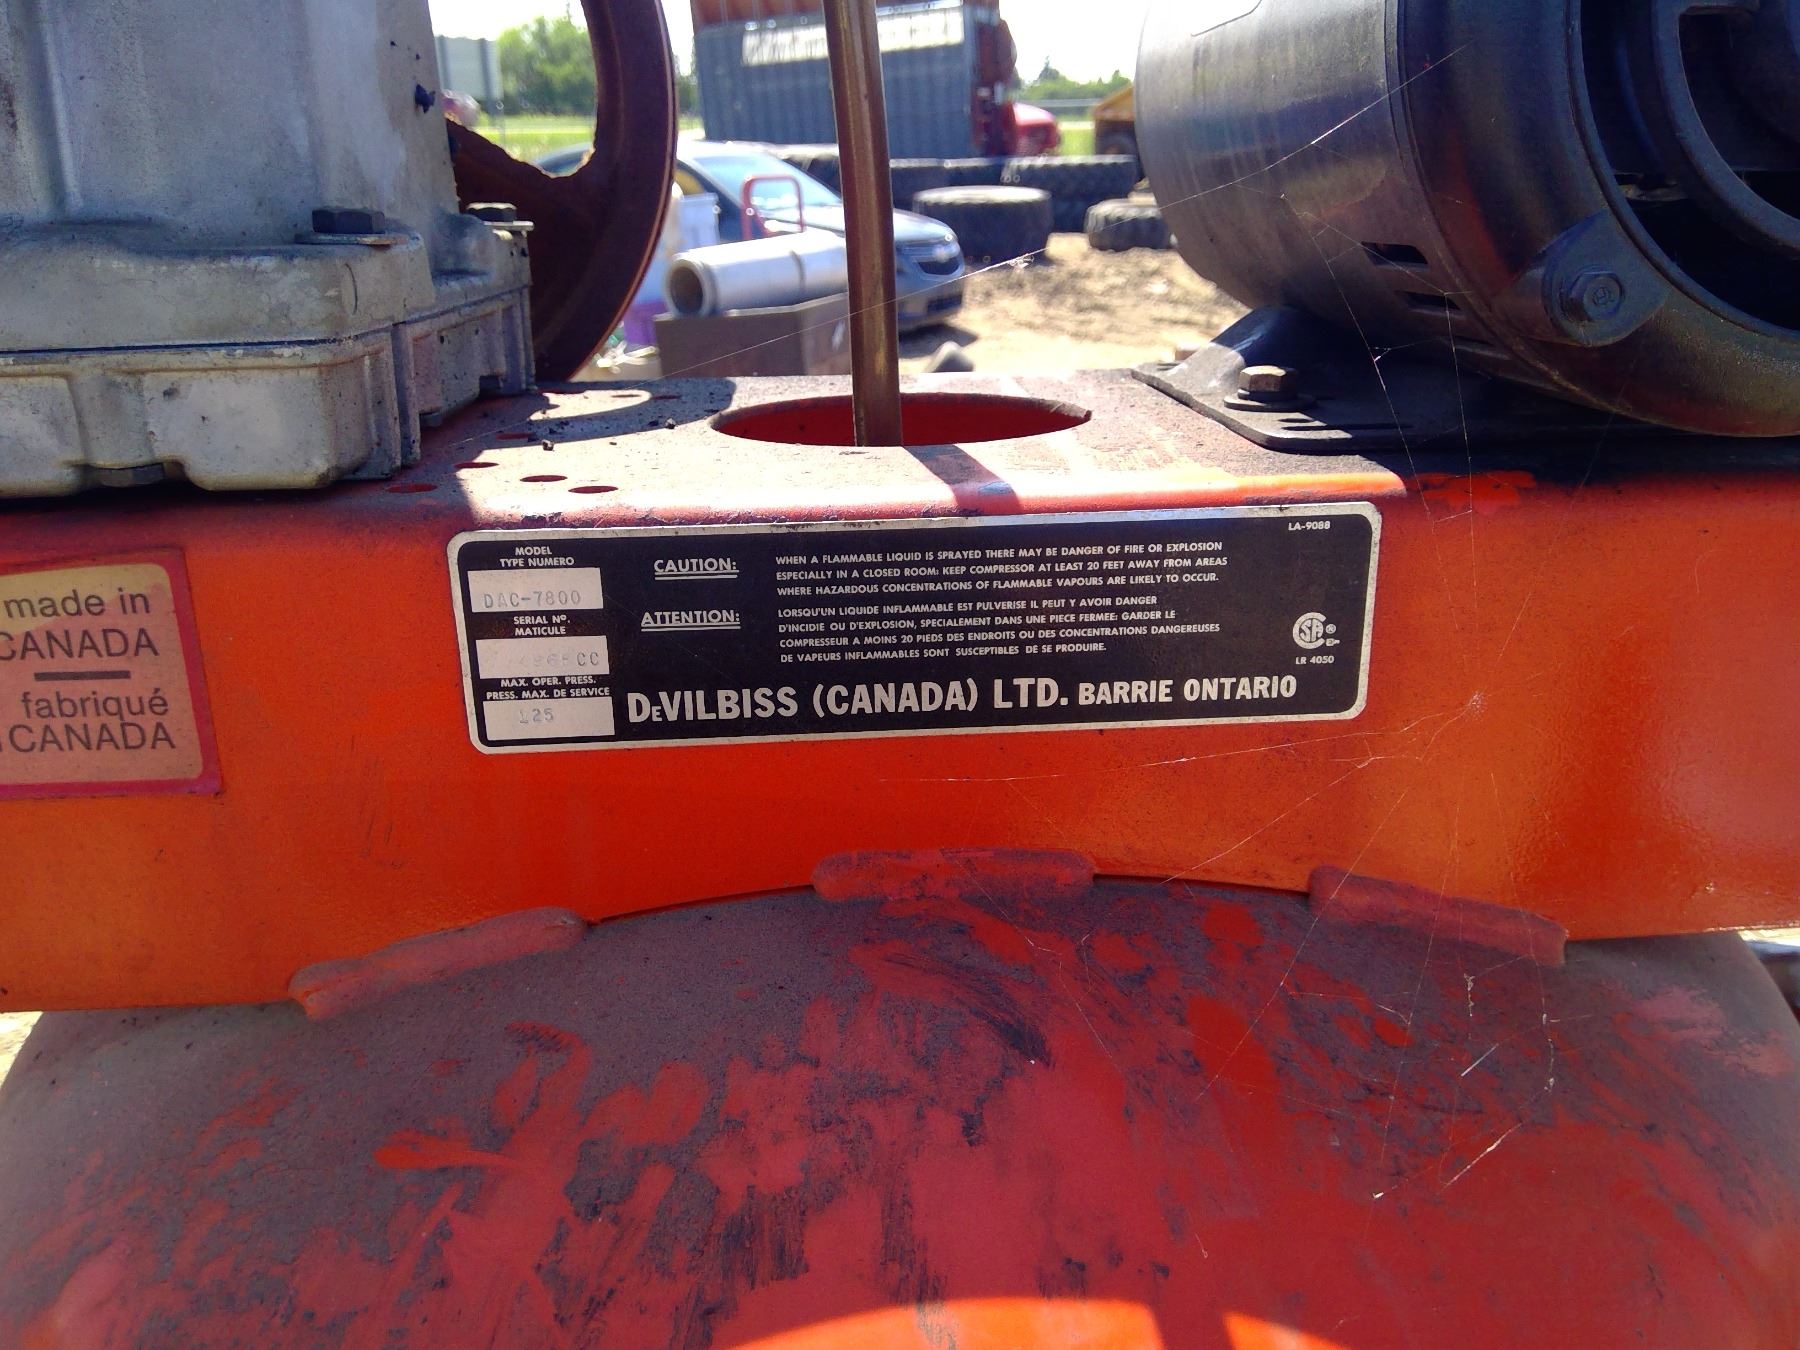 made in
CANADA
fabriqué
CANADA
MODEL
TYPE NUMERO
DAC-7800
SERIAL Nº.
MATICULE
CC
MAX. OPER. PRESS.
PRESS. MAX. DE SERVICE
125
CAUTION:
WHEN A FLAMMABLE LIQUID IS SPRAYED THERE MAY BE DANGER OF FIRE OR EXPLOSION
ESPECIALLY IN A CLOSED ROOM: KEEP COMPRESSOR AT LEAST 20 FEET AWAY FROM AREAS
WHERE HAZARDOUS CONCENTRATIONS OF FLAMMABLE VAPOURS ARE LIKELY TO OCCUR.
ATTENTION:
LORSQU'UN LIQUIDE INFLAMMABLE EST PULVERISE IL PEUT Y AVOIR DANGER
D'INCIDIE OU D'EXPLOSION, SPECIALEMENT DANS UNE PIECE FERMEE: GARDER LE
COMPRESSEUR A MOINS 20 PIEDS DES ENDROITS OU DES CONCENTRATIONS DANGEREUSES
DE VAPEURS INFLAMMABLES SONT SUSCEPTIBLES DE SE PRODUIRE.
DEVILBISS (CANADA) LTD. BARRIE ONTARIO
LA-9088
SA
®
LR 4050